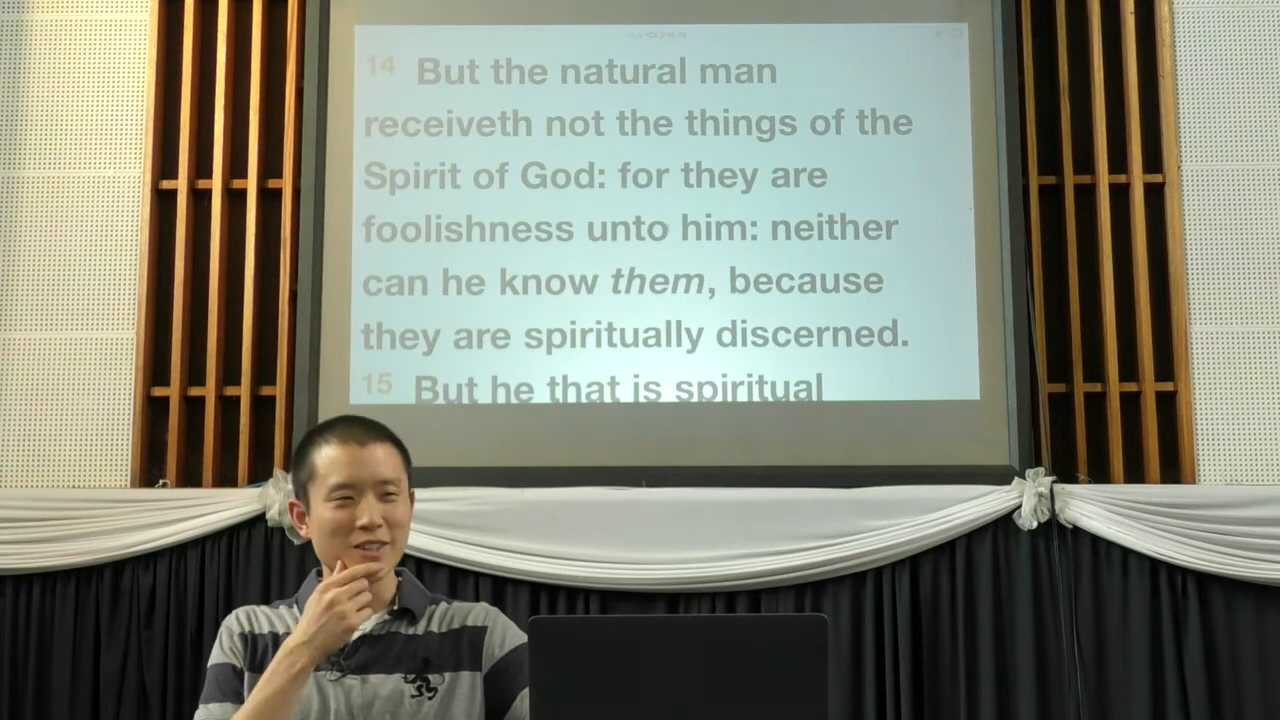 14 But the natural man
receiveth not the things of the
Spirit of God: for they are
foolishness unto him: neither
can he know them, because
they are spiritually discerned.
15 But he that is spiritual